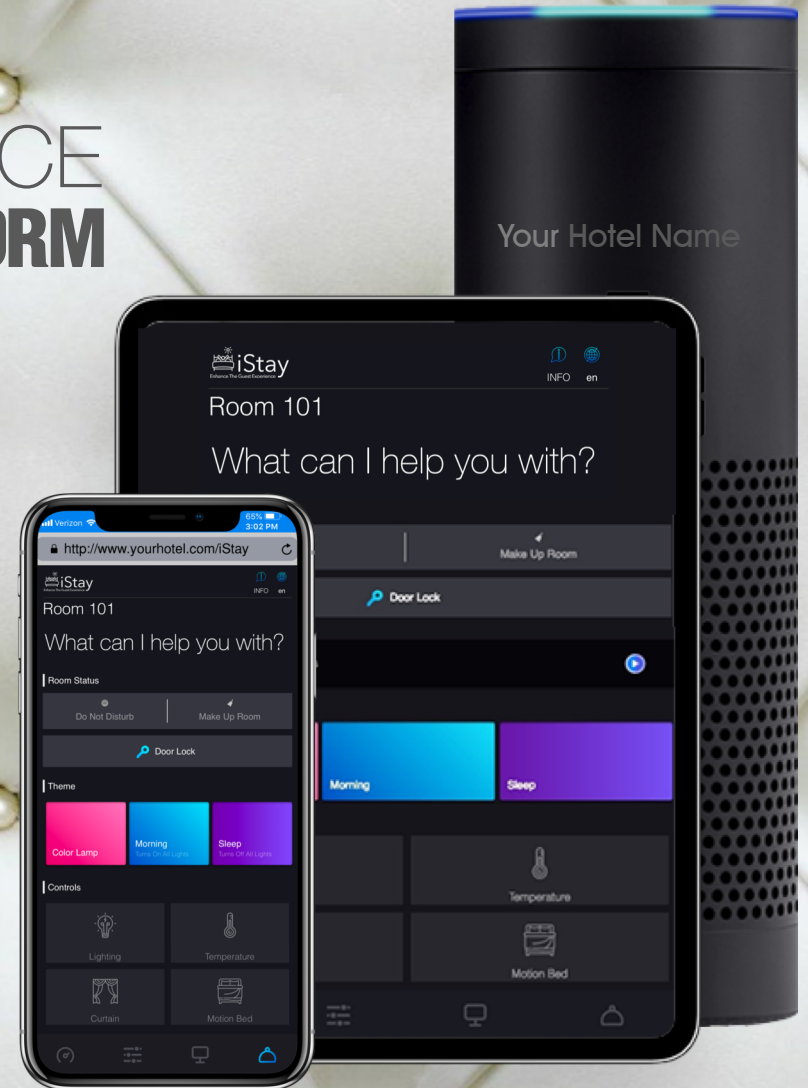 CE
ORM
Your Hotel Name
iStay
Enhance The Guest Experience
INFO
en
Room 101
What can I help you with?
Make Up Room
Door Lock
Morning
Sleep
Temperature
Motion Bed
Verizon
65%
3:02 PM
http://www.yourhotel.com/iStay
iStay
Enhance The Guest Experience
INFO
en
Room 101
What can I help you with?
Room Status
Do Not Disturb
Make Up Room
Door Lock
Theme
Color Lamp
Morning
Turns On All Lights
Sleep
Turns Off All Lights
Controls
Lighting
Temperature
Curtain
Motion Bed